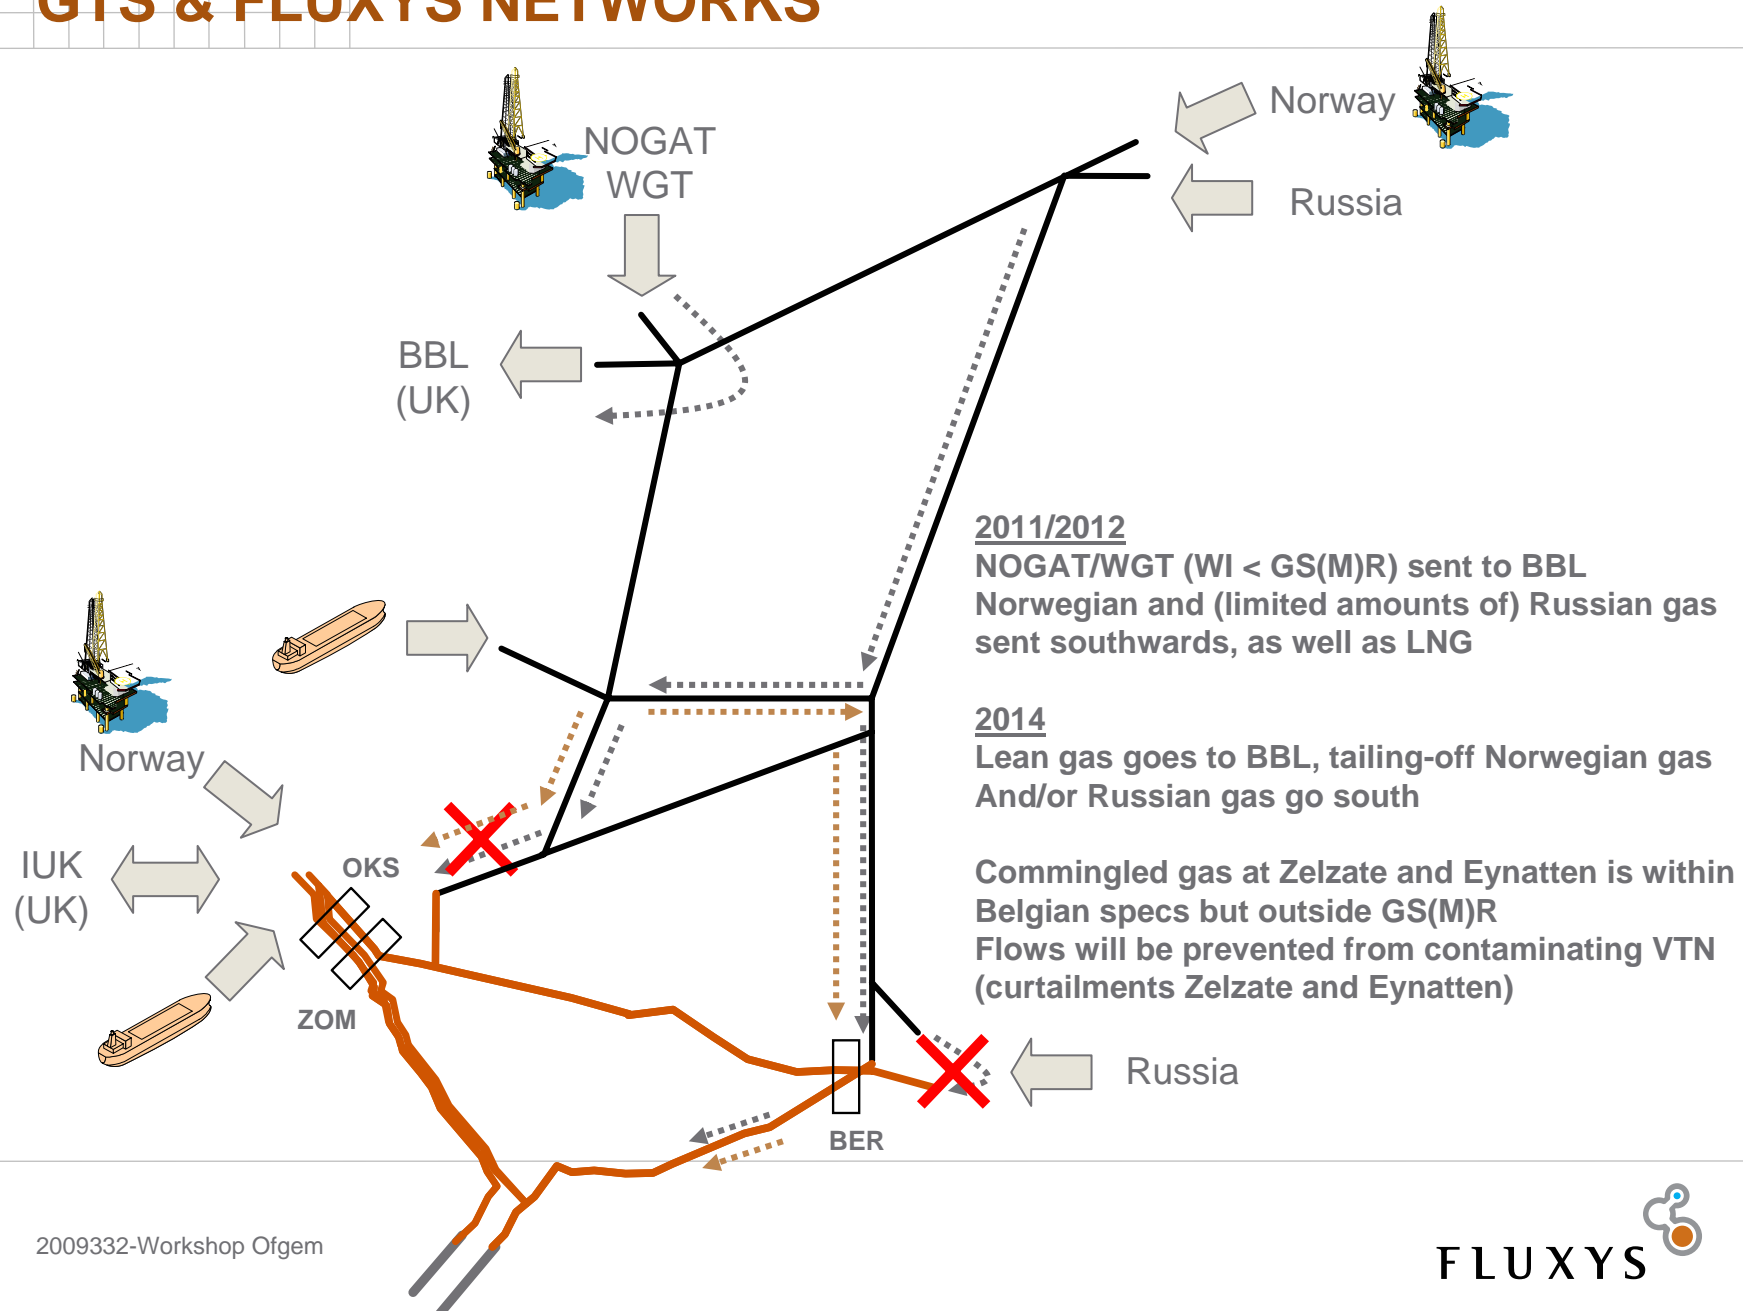 GTS & FLUXYS NETWORKS
Norway
NOGAT
WGT
Russia
BBL
(UK)
2011/2012
NOGAT/WGT (WI < GS(M)R) sent to BBL
Norwegian and (limited amounts of) Russian gas
sent southwards, as well as LNG
2014
Lean gas goes to BBL, tailing-off Norwegian gas
And/or Russian gas go south
Norway
IUK
(UK)
OKS
Commingled gas at Zelzate and Eynatten is within
Belgian specs but outside GS(M)R
Flows will be prevented from contaminating VTN
(curtailments Zelzate and Eynatten)
ZOM
Russia
BER
2009332-Workshop Ofgem
FLUXYS